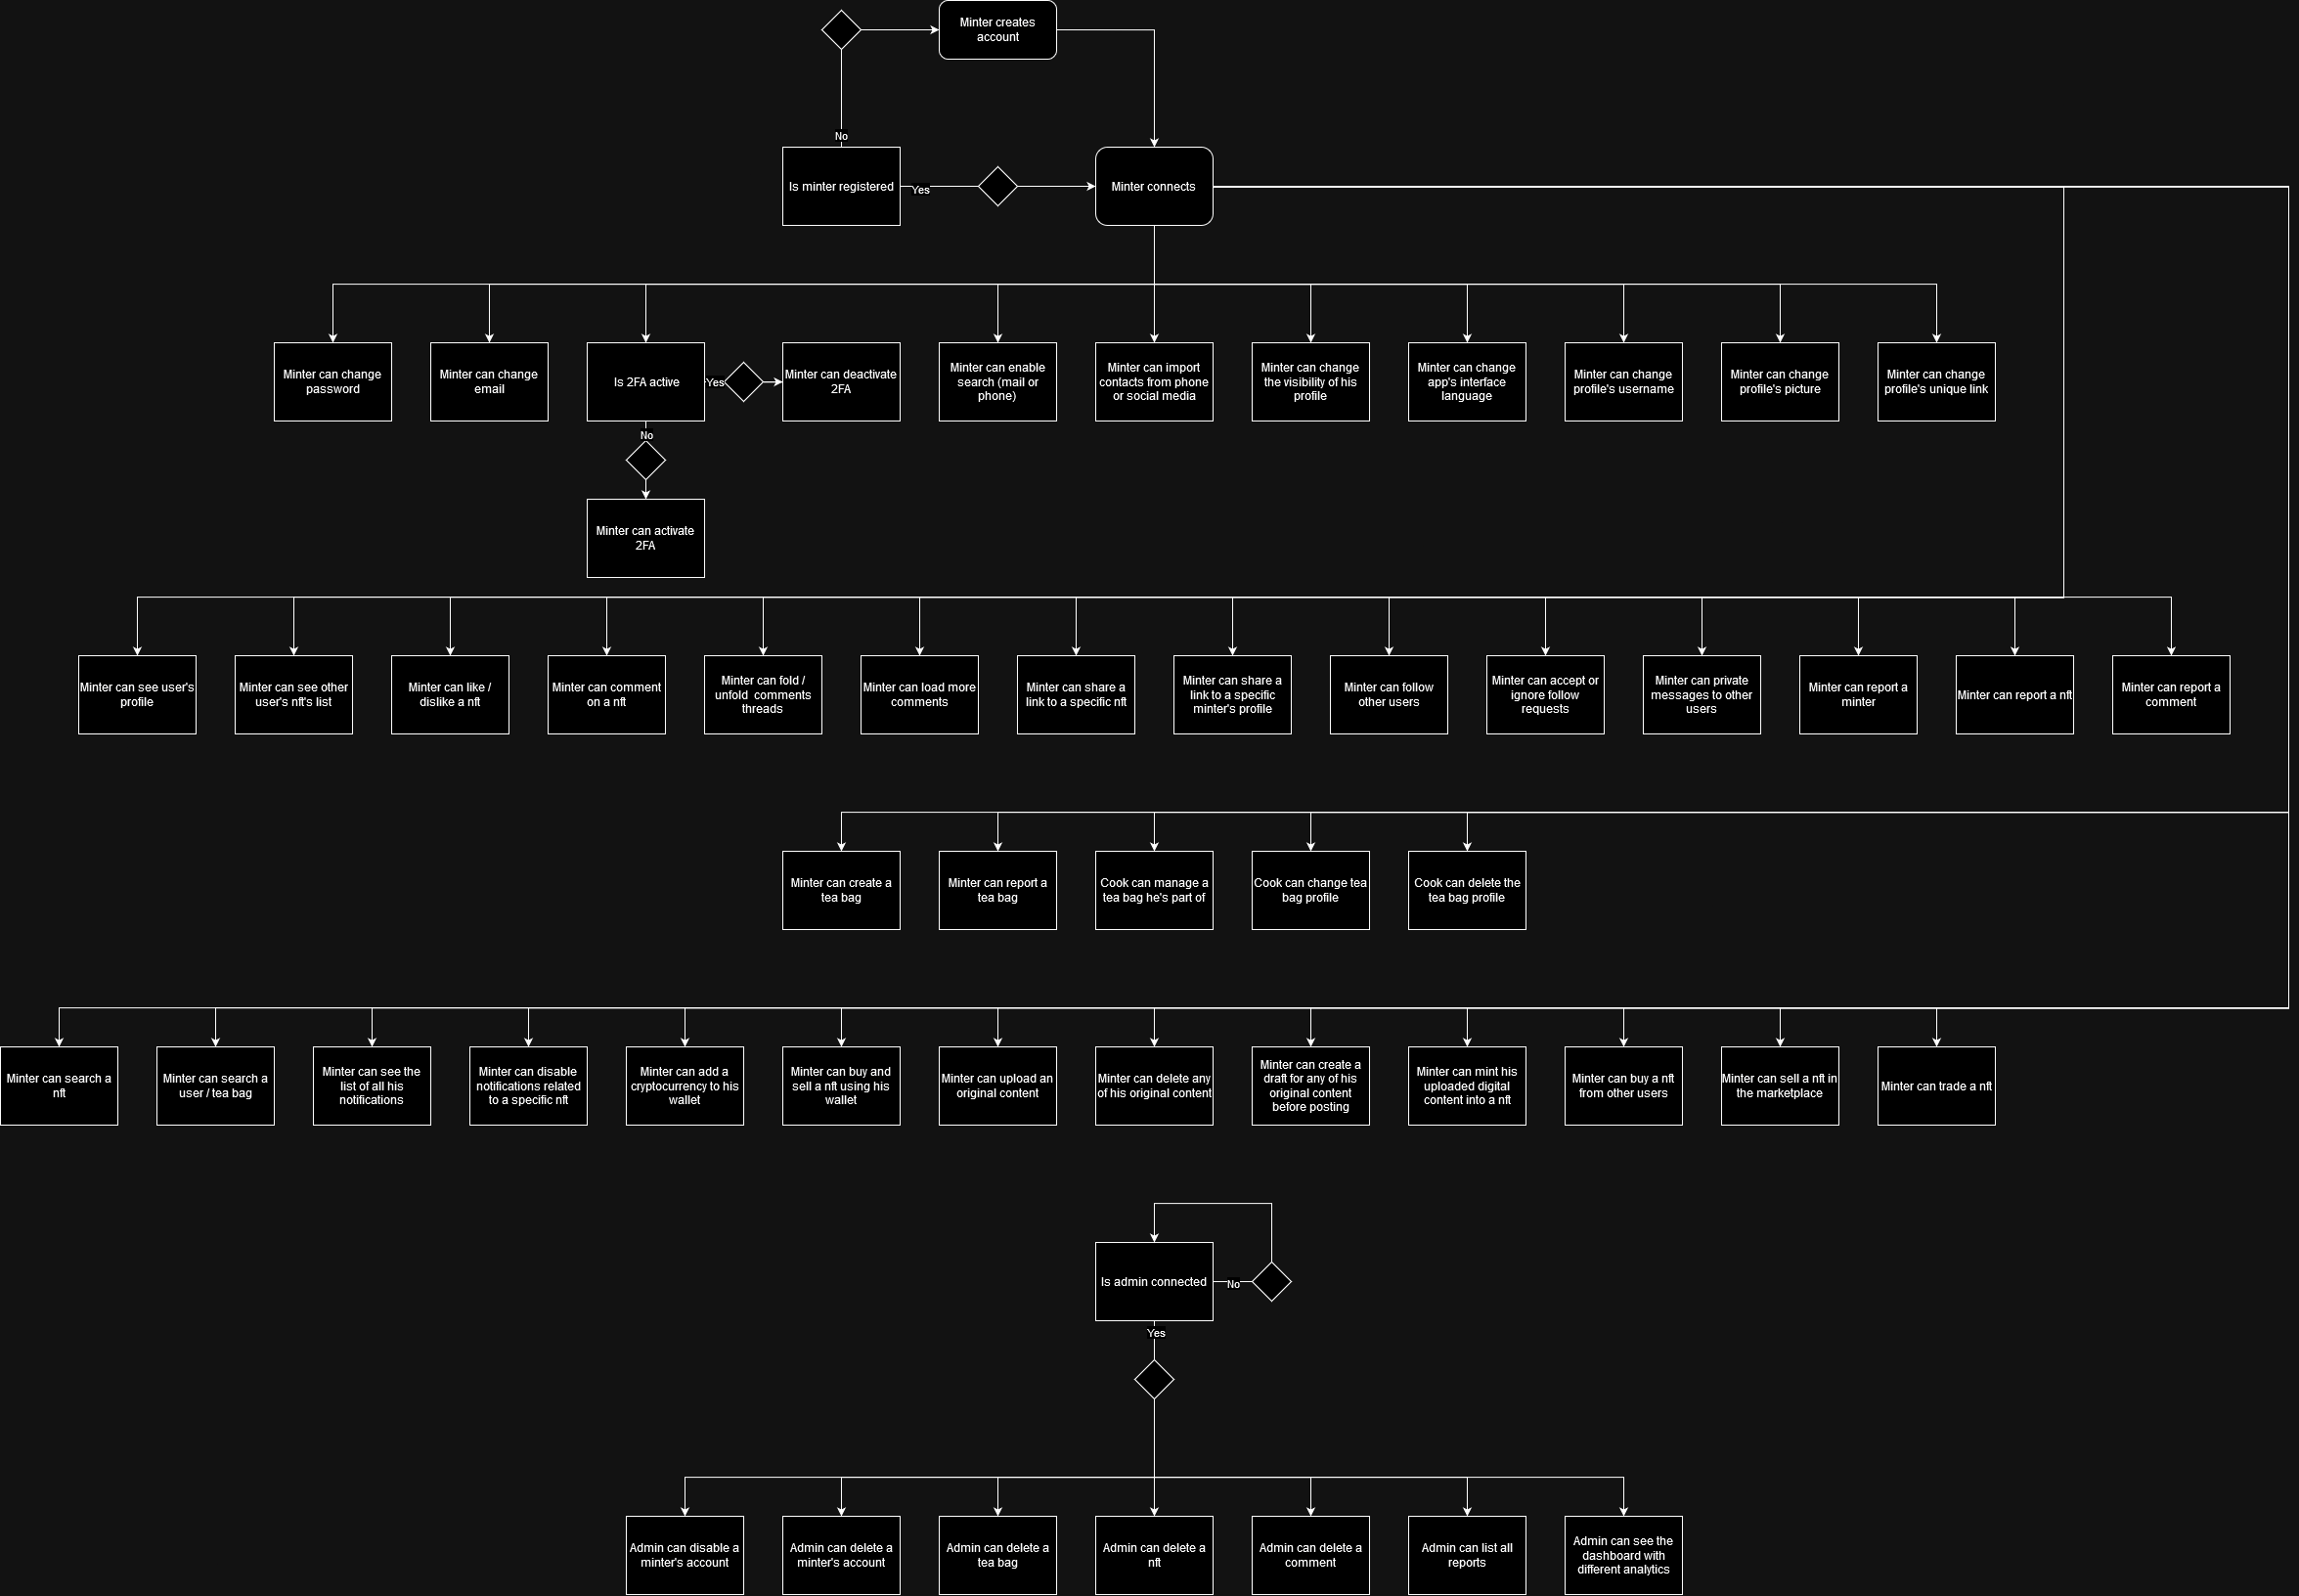 Minter creates
account
No
Is minter registered
Yes
Minter connects
Minter can change
password
Minter can change
email
Is 2FA active
Yes
Minter can deactivate
2FA
Minter can enable
search (mail or
phone)
Minter can import
contacts from phone
or social media
Minter can change
the visibility of his
profile
Minter can change
app's interface
language
Minter can change
profile's username
Minter can change
profile's picture
Minter can change
profile's unique link
No
Minter can activate
2FA
Minter can see user's
profile
Minter can see other
user's nft's list
Minter can like /
dislike a nft
Minter can comment
on a nft
Minter can fold /
unfold  comments
threads
Minter can load more
comments
Minter can share a
link to a specific nft
Minter can share a
link to a specific
minter's profile
Minter can follow
other users
Minter can accept or
ignore follow
requests
Minter can private
messages to other
users
Minter can report a
minter
Minter can report a nft
Minter can report a
comment
Minter can create a
tea bag
Minter can report a
tea bag
Cook can manage a
tea bag he's part of
Cook can change tea
bag profile
Cook can delete the
tea bag profile
Minter can search a
nft
Minter can search a
user / tea bag
Minter can see the
list of all his
notifications
Minter can disable
notifications related
to a specific nft
Minter can add a
cryptocurrency to his
wallet
Minter can buy and
sell a nft using his
wallet
Minter can upload an
original content
Minter can delete any
of his original content
Minter can create a
draft for any of his
original content
before posting
Minter can mint his
uploaded digital
content into a nft
Minter can buy a nft
from other users
Minter can sell a nft in
the marketplace
Minter can trade a nft
Is admin connected
No
Yes
Admin can disable a
minter's account
Admin can delete a
minter's account
Admin can delete a
tea bag
Admin can delete a
nft
Admin can delete a
comment
Admin can list all
reports
Admin can see the
dashboard with
different analytics